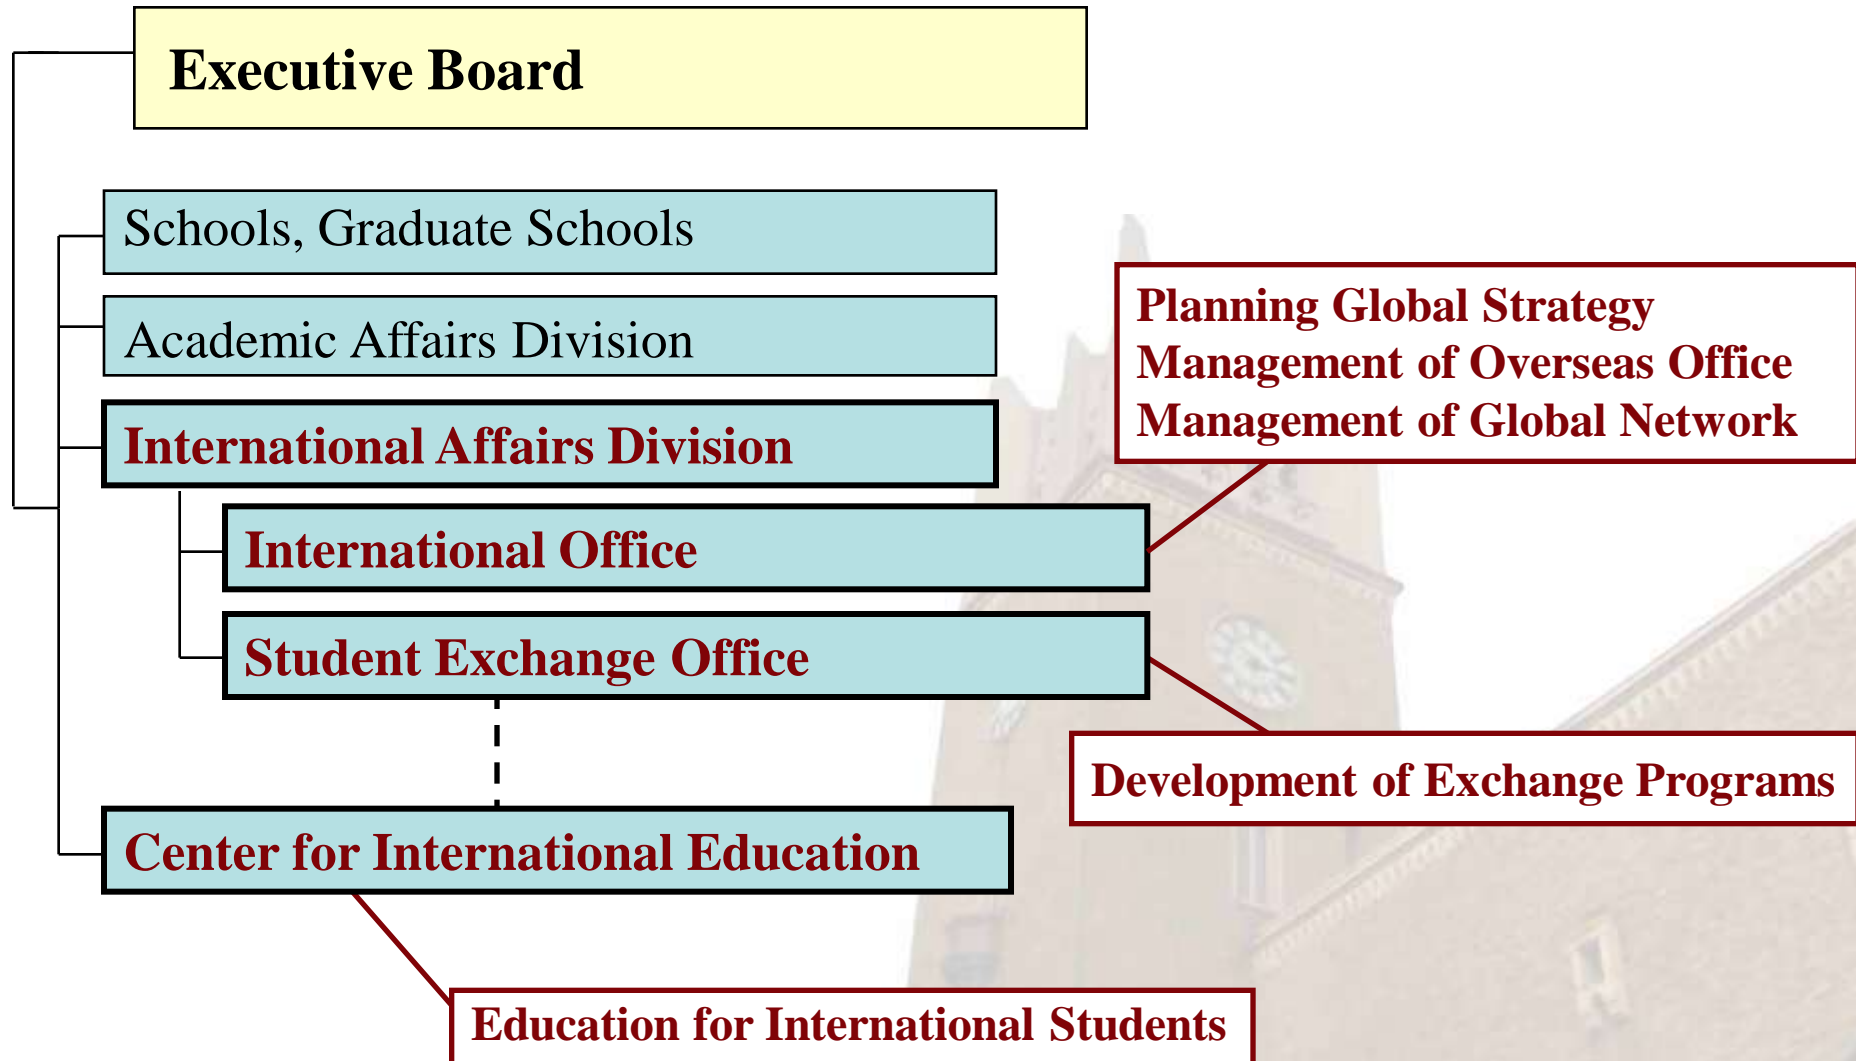 Executive Board
Schools, Graduate Schools
Academic Affairs Division
International Affairs Division
International Office
Student Exchange Office
Center for International Education
Planning Global Strategy
Management of Overseas Office
Management of Global Network
Development of Exchange Programs
Education for International Students